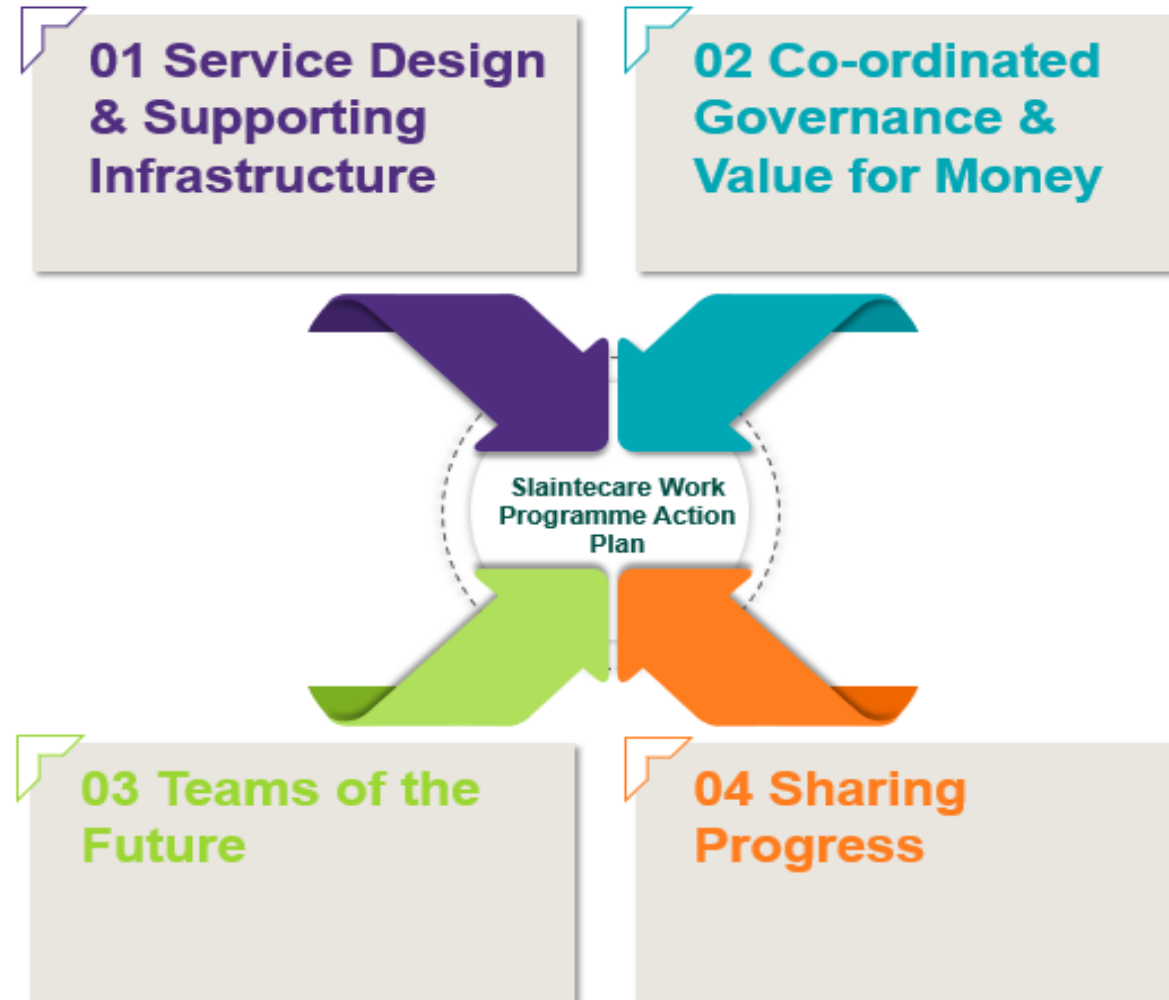 01 Service Design
& Supporting
Infrastructure
02 Co-ordinated
Governance &
Value for Money
Slaintecare Work
Programme Action
Plan
03 Teams of the
Future
04 Sharing
Progress